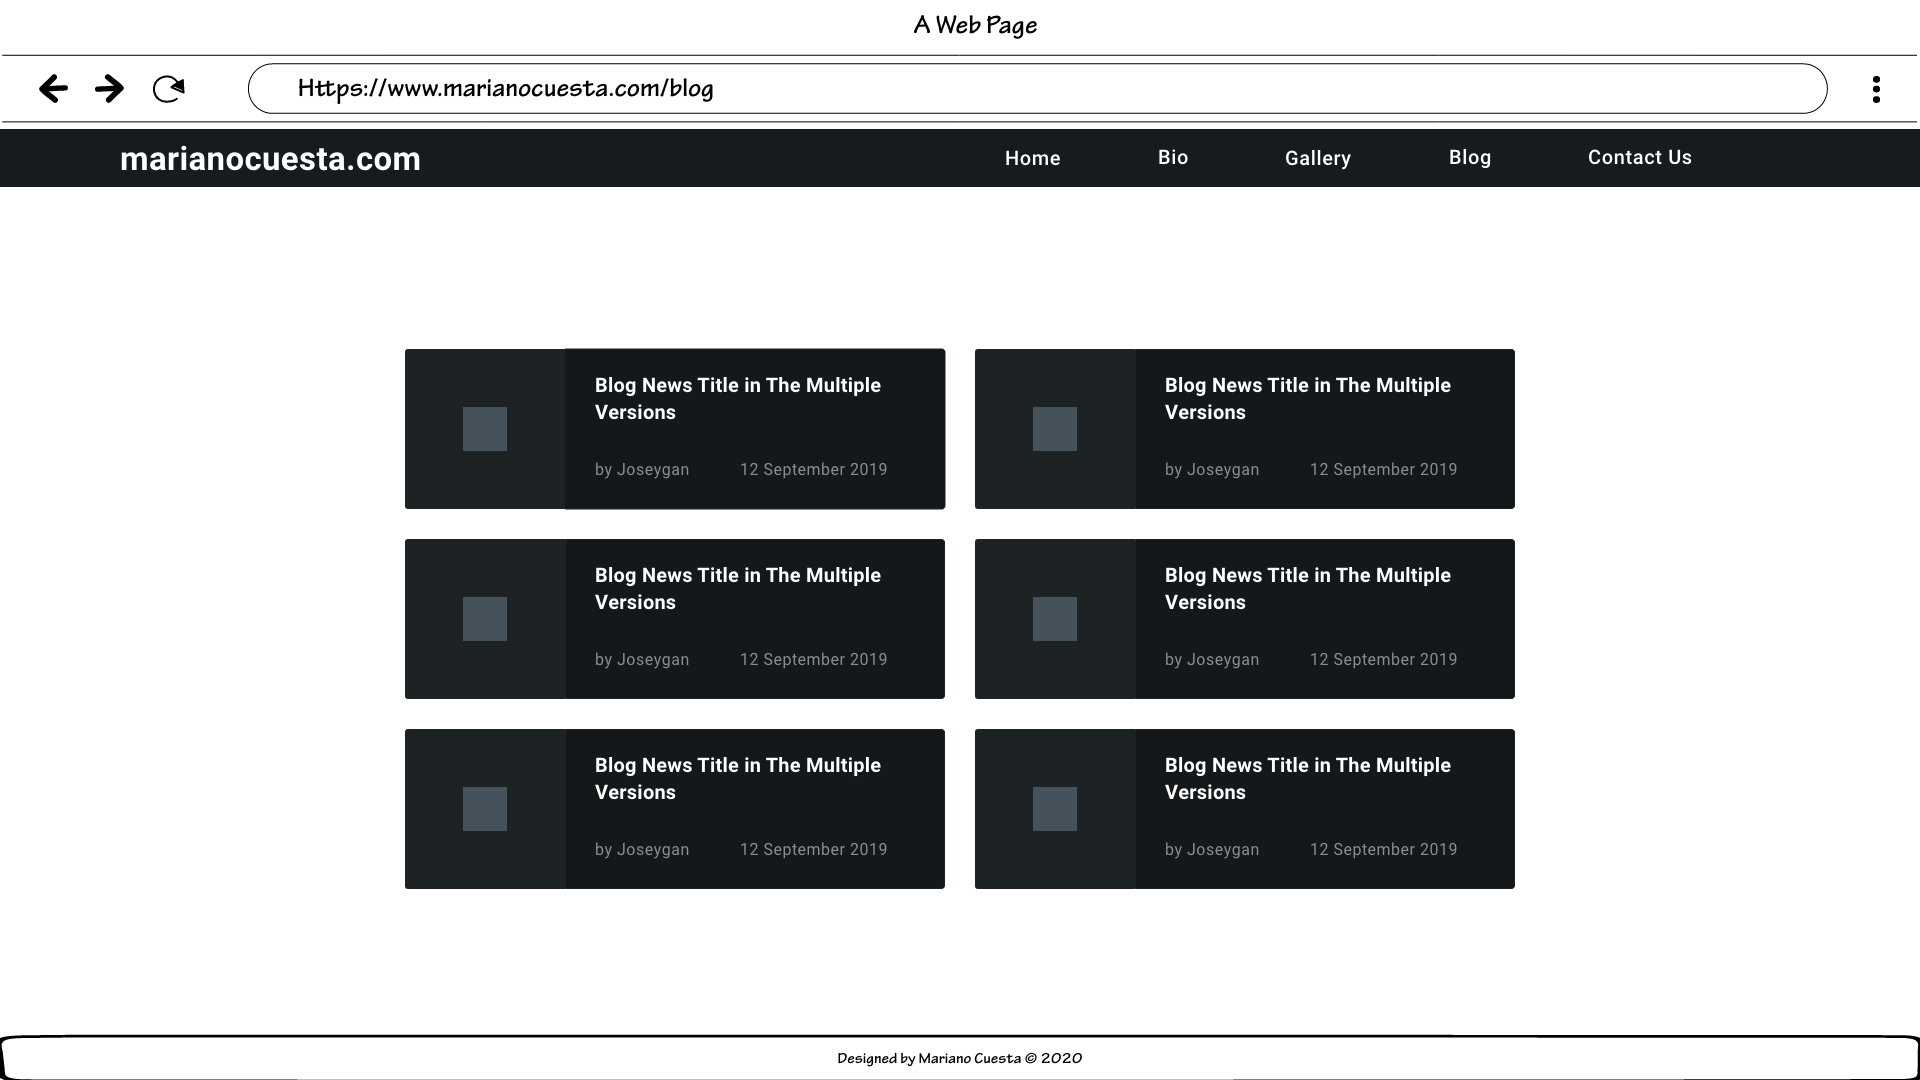 A Web Page
Https://www.marianocuesta.com/blog
marianocuesta.com
Home
Bio
Gallery
Blog
Contact Us
Blog News Title in The Multiple
Versions
by Joseygan
12 September 2019
Blog News Title in The Multiple
Versions
by Joseygan
12 September 2019
Blog News Title in The Multiple
Versions
by Joseygan
12 September 2019
Blog News Title in The Multiple
Versions
by Joseygan
12 September 2019
Blog News Title in The Multiple
Versions
by Joseygan
12 September 2019
Blog News Title in The Multiple
Versions
by Joseygan
12 September 2019
Designed by Mariano Cuesta © 2020